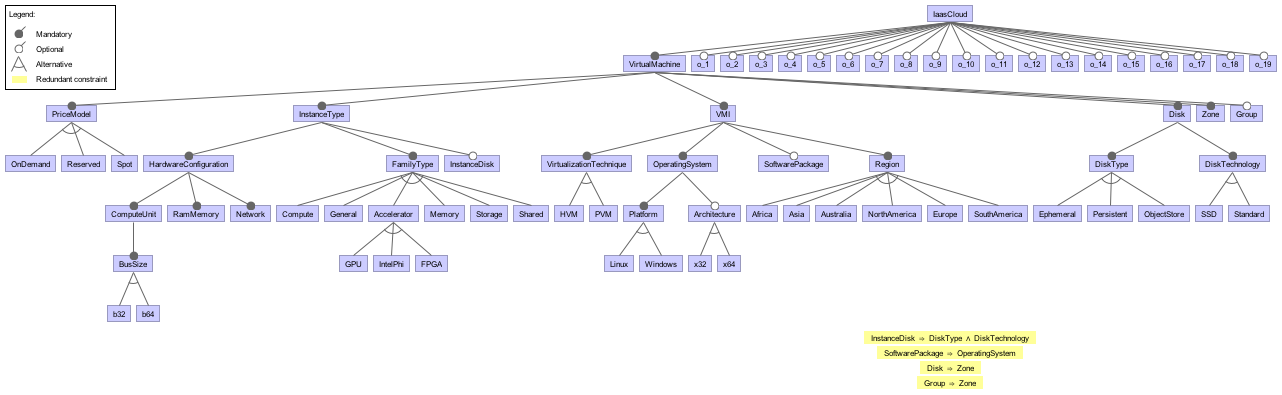 Legend:
Mandatory
Optional
Alternative
Redundant constraint
IaasCloud
VirtualMachine o_1 o_2 o_3 o_4 o_5 o_6 o_7 o_8 o_9 o_10 o_11 o_12 o_13 o_14 o_15 o_16 o_17 o_18 o_19
PriceModel InstanceType VMI Disk Zone Group
OnDemand Reserved Spot HardwareConfiguration FamilyType InstanceDisk VirtualizationTechnique OperatingSystem SoftwarePackage Region DiskType DiskTechnology
ComputeUnit RamMemory Network Compute General Accelerator Memory Storage Shared HVM PVM Platform Architecture Africa Asia Australia NorthAmerica Europe SouthAmerica Ephemeral Persistent ObjectStore SSD Standard
BusSize GPU IntelPhi FPGA Linux Windows x32 x64
b32 b64
InstanceDisk ⇒ DiskType ∧ DiskTechnology
SoftwarePackage ⇒ OperatingSystem
Disk ⇒ Zone
Group ⇒ Zone